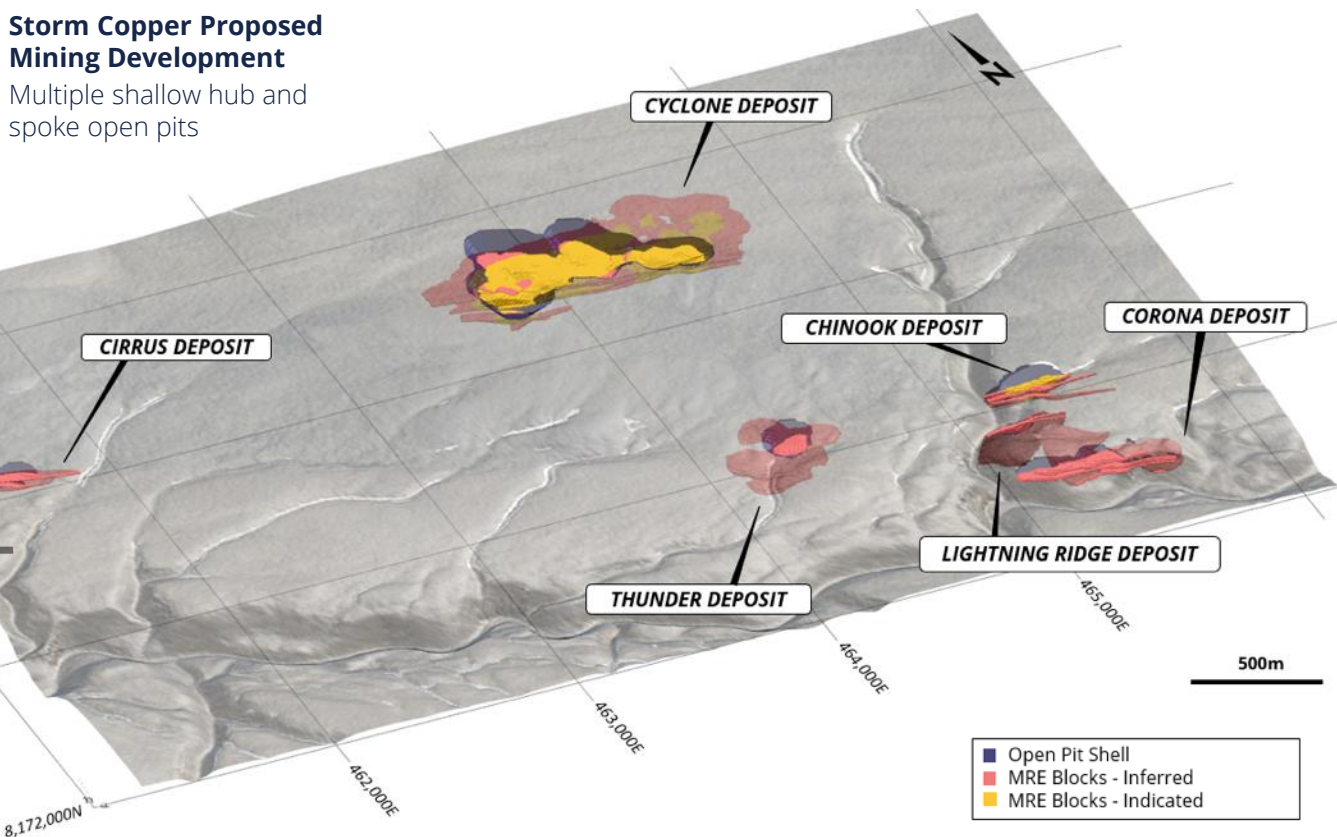 Storm Copper Proposed
Mining Development
Multiple shallow hub and
spoke open pits
N
CYCLONE DEPOSIT
CORONA DEPOSIT
CHINOOK DEPOSIT
CIRRUS DEPOSIT
LIGHTNING RIDGE DEPOSIT
THUNDER DEPOSIT
465,000E
464,000E
463,000E
462,000E
8,172,000N
500m
Open Pit Shell
MRE Blocks - Inferred
MRE Blocks - Indicated